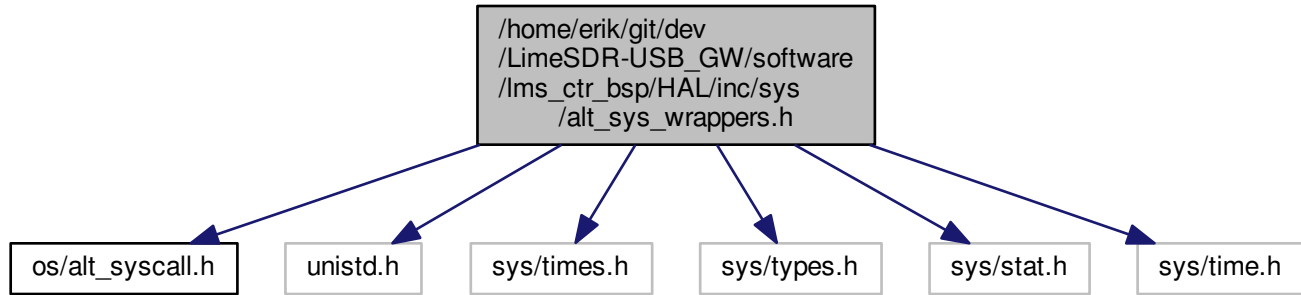 /home/erik/git/dev
/LimeSDR-USB_GW/software
/lms_ctr_bsp/HAL/inc/sys
/alt_sys_wrappers.h
os/alt_syscall.h
unistd.h
sys/times.h
sys/types.h
sys/stat.h
sys/time.h